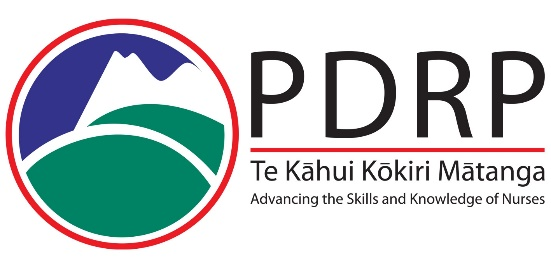 PDRP
Te Kāhui Kōkiri Mātanga
Advancing the Skills and Knowledge of Nurses